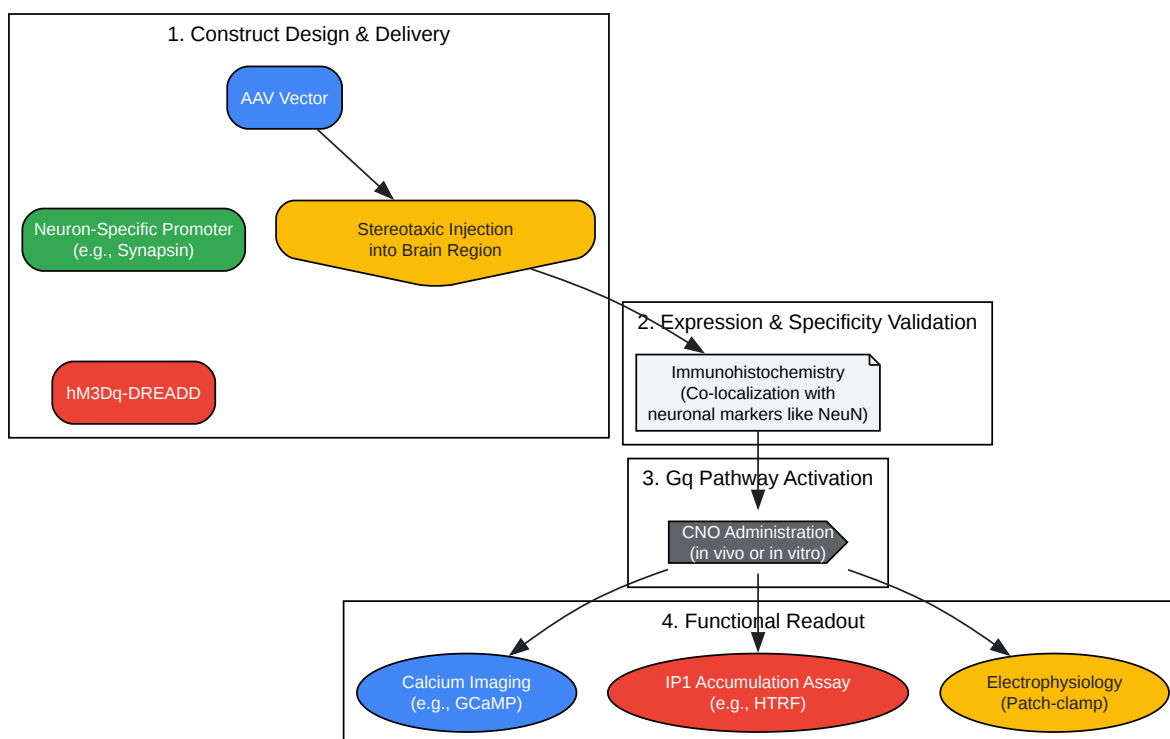 1. Construct Design & Delivery
AAV Vector
Neuron-Specific Promoter
(e.g., Synapsin)
Stereotaxic Injection
into Brain Region
hM3Dq-DREADD
2. Expression & Specificity Validation
Immunohistochemistry
(Co-localization with
neuronal markers like NeuN)
3. Gq Pathway Activation
CNO Administration
(in vivo or in vitro)
4. Functional Readout
Calcium Imaging
(e.g., GCaMP)
IP1 Accumulation Assay
(e.g., HTRF)
Electrophysiology
(Patch-clamp)